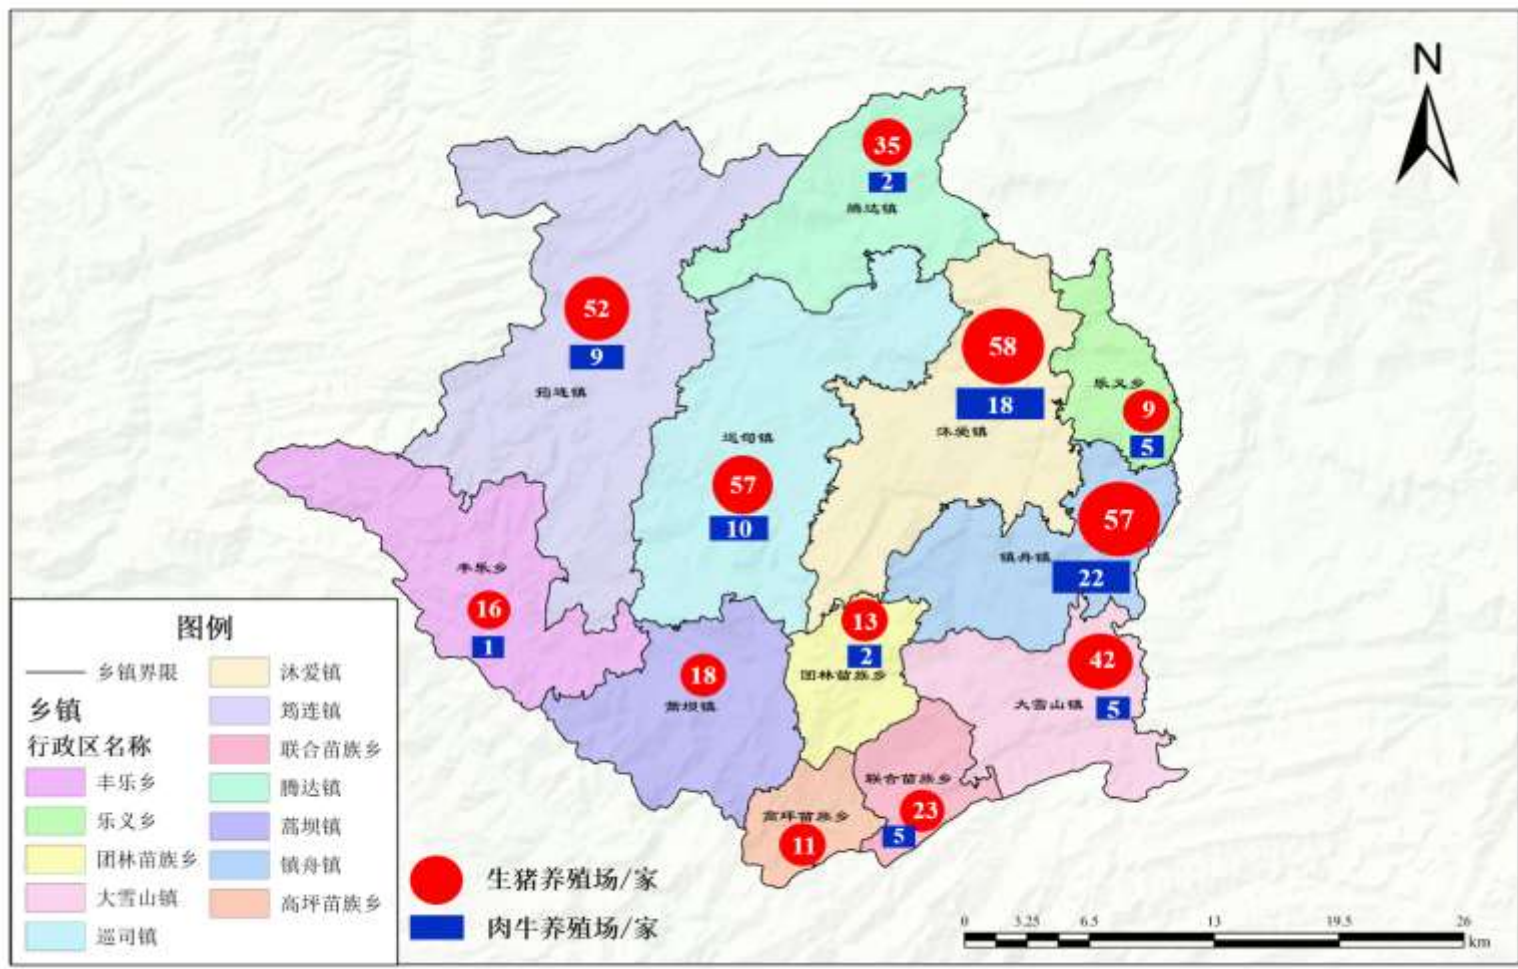 N
35
2
腾达镇
52
9
筠连镇
58
18
沐爱镇
乐义乡
9
5
巡司镇
57
10
57
镇舟镇
22
丰乐乡
16
1
13
2
团林苗族乡
18
蒿坝镇
42
大雪山镇
5
联合苗族乡
23
5
高坪苗族乡
11
图例
乡镇界限
乡镇
行政区名称
丰乐乡
乐义乡
团林苗族乡
大雪山镇
巡司镇
沐爱镇
筠连镇
联合苗族乡
腾达镇
蒿坝镇
镇舟镇
高坪苗族乡
生猪养殖场/家
肉牛养殖场/家
0 3.25 6.5 13 19.5 26
km